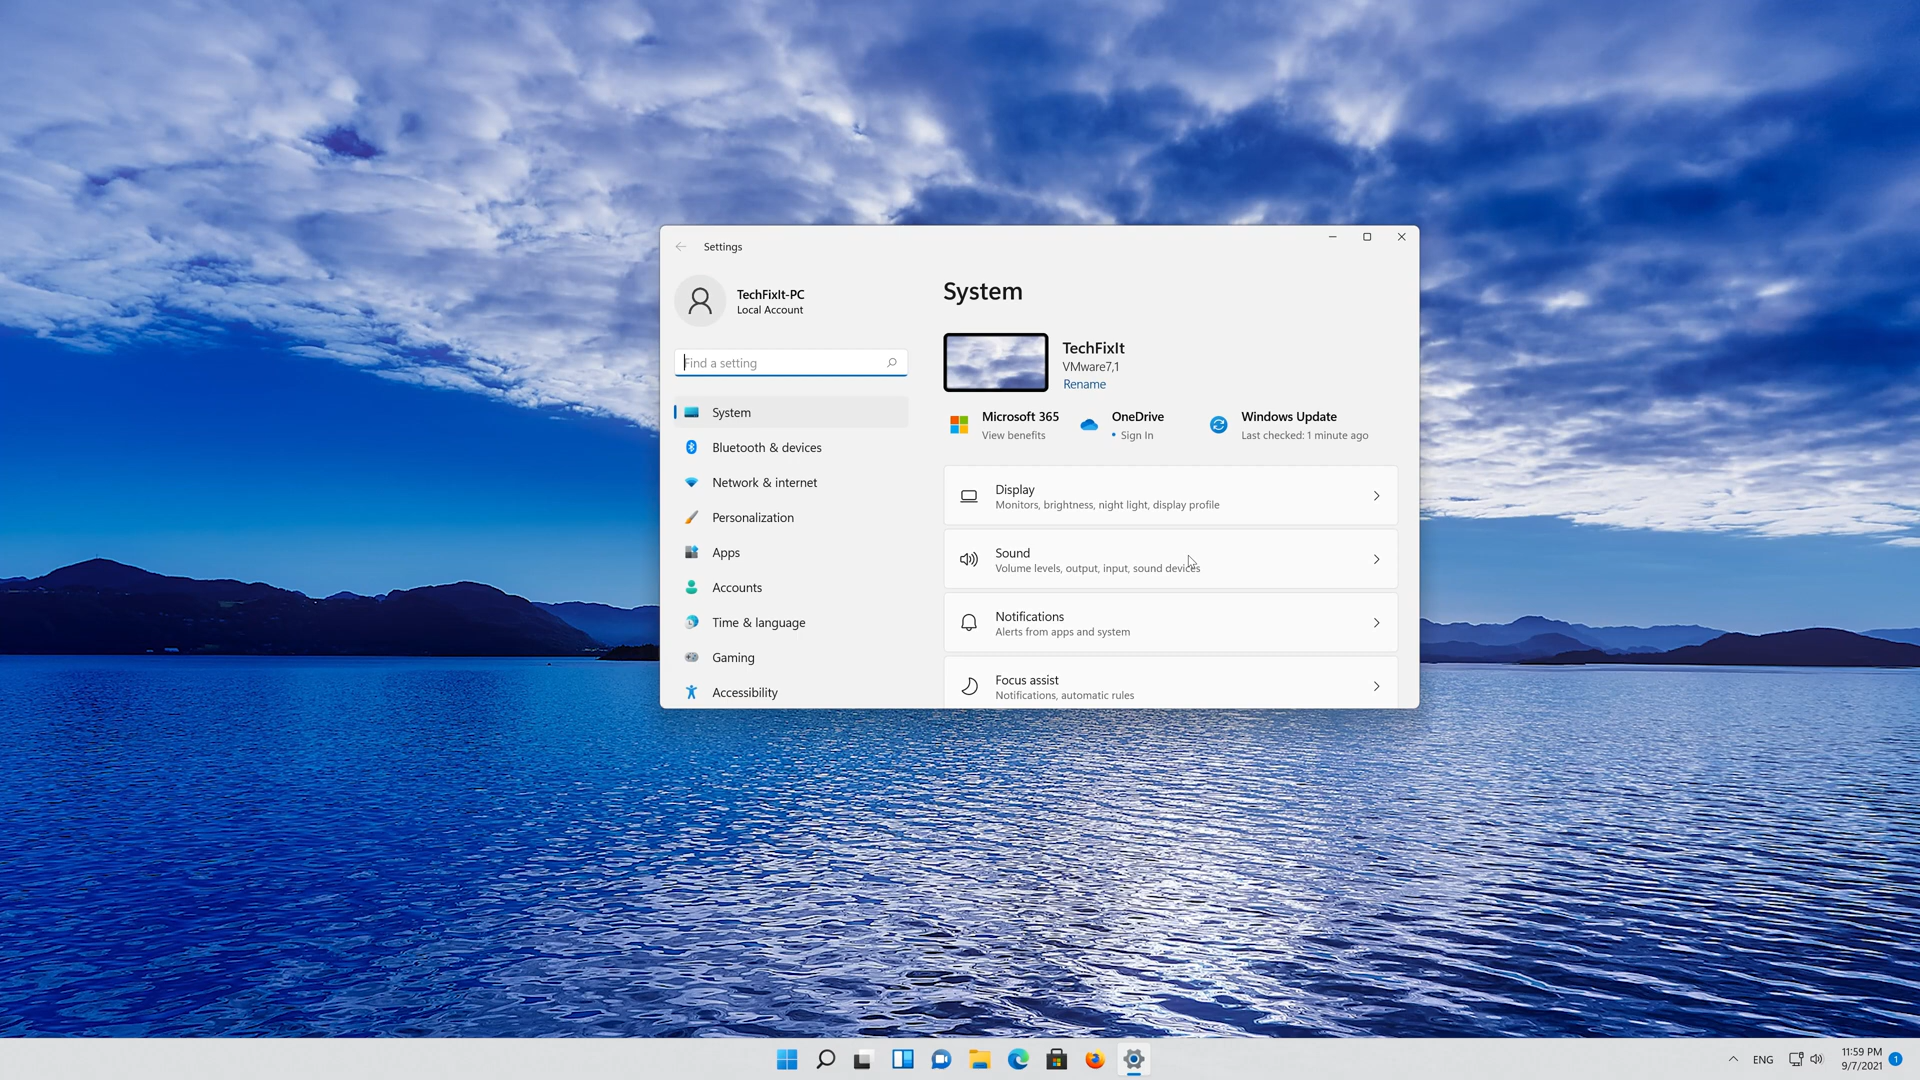 Settings
TechFixIt-PC
Local Account
Find a setting
System
Bluetooth & devices
Network & internet
Personalization
Apps
Accounts
Time & language
Gaming
Accessibility
System
TechFixIt
VMware7,1
Rename
Microsoft 365
View benefits
OneDrive
• Sign In
Windows Update
Last checked: 1 minute ago
Display
Monitors, brightness, night light, display profile
Sound
Volume levels, output, input, sound devices
Notifications
Alerts from apps and system
Focus assist
Notifications, automatic rules
ENG
11:59 PM
9/7/2021
1